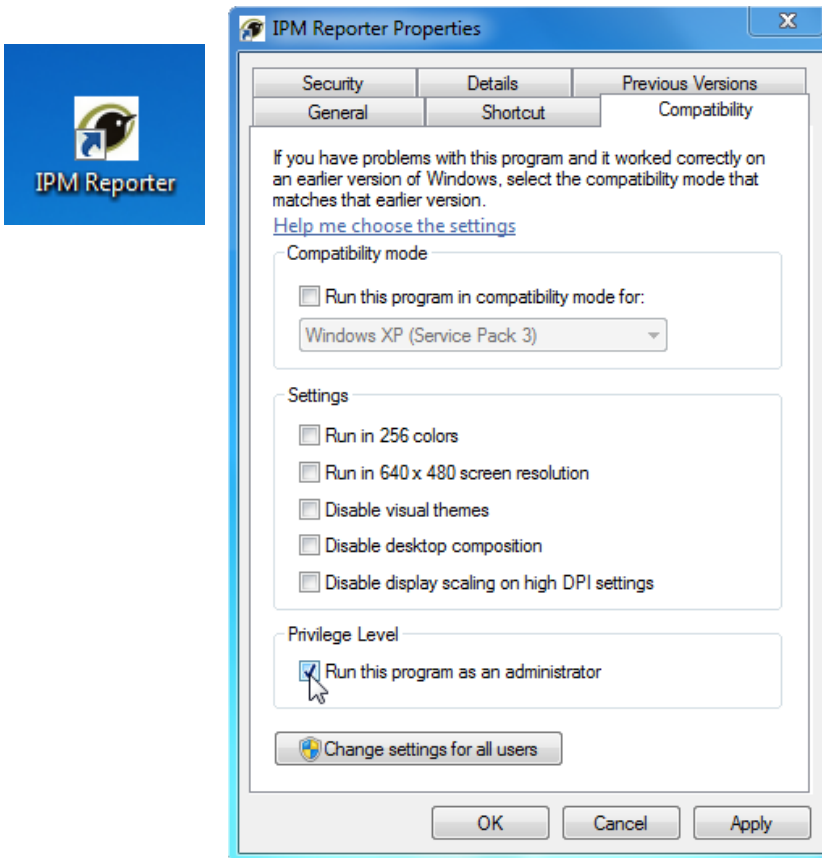 IPM Reporter
IPM Reporter Properties
Security Details Previous Versions
General Shortcut Compatibility
If you have problems with this program and it worked correctly on
an earlier version of Windows, select the compatibility mode that
matches that earlier version.
Help me choose the settings
Compatibility mode
Run this program in compatibility mode for:
Windows XP (Service Pack 3)
Settings
Run in 256 colors
Run in 640 x 480 screen resolution
Disable visual themes
Disable desktop composition
Disable display scaling on high DPI settings
Privilege Level
Run this program as an administrator
Change settings for all users
OK Cancel Apply